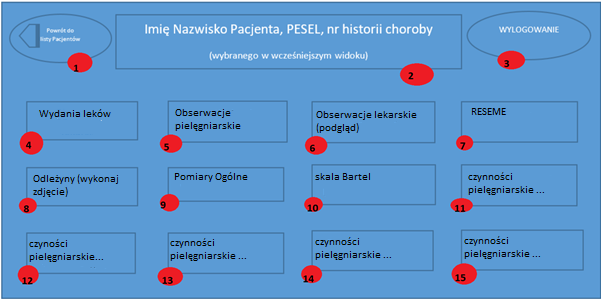 Powrót do
listy Pacjentów
1
Imię Nazwisko Pacjenta, PESEL, nr historii choroby
(wybranego w wcześniejszym widoku)
2
WYLOGOWANIE
3
Wydania leków
4
Obserwacje
pielęgniarskie
5
Obserwacje lekarskie
(podgląd)
6
RESEME
7
Odleżyny (wykonaj
zdjęcie)
8
Pomiary Ogólne
9
skala Bartel
10
czynności
pielęgniarskie ...
11
czyności
pielęgniarskie...
12
czynności
pielęgniarskie ...
13
czynności
pielęgniarskie ...
14
czynności
pielęgniarskie ...
15